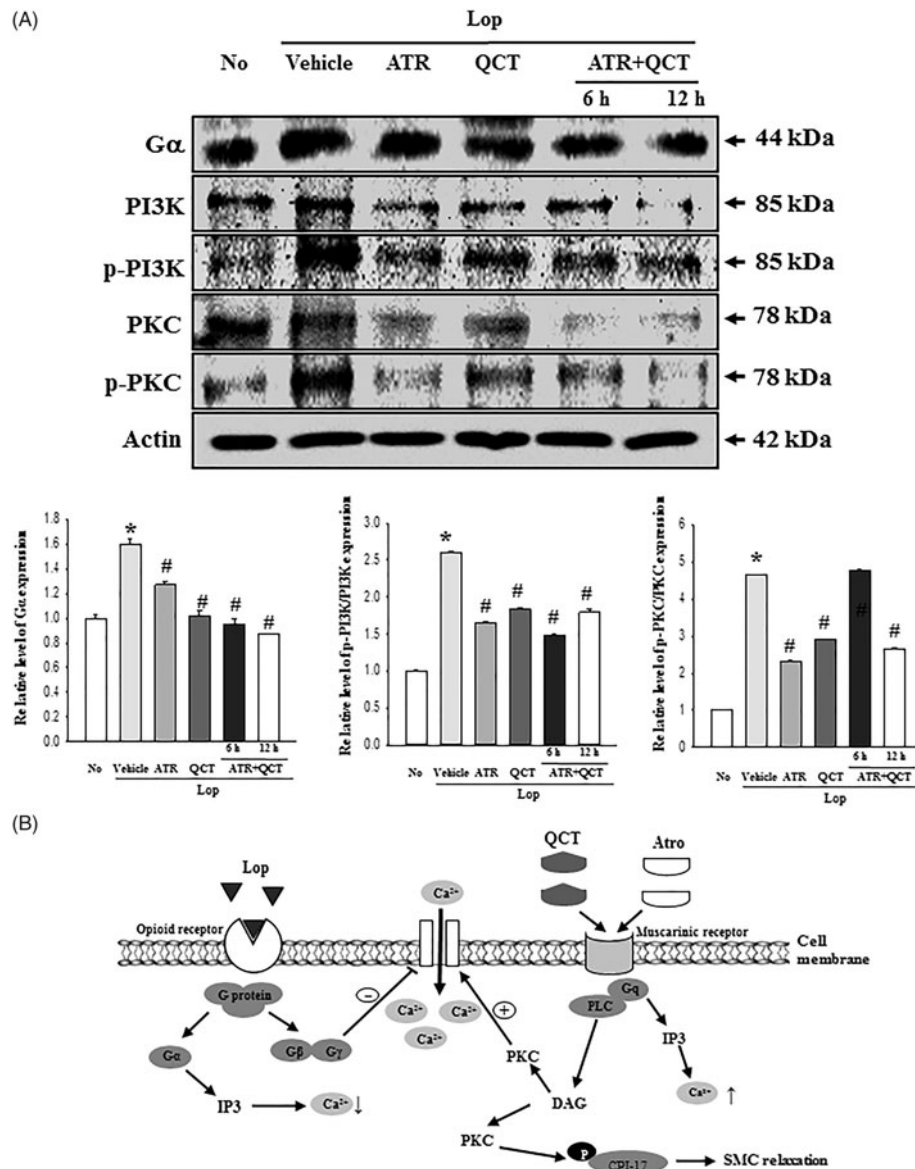 (A)
Lop
No Vehicle ATR QCT ATR+QCT
6 h 12 h
Gα 44 kDa
PI3K 85 kDa
p-PI3K 85 kDa
PKC 78 kDa
p-PKC 78 kDa
Actin 42 kDa
Relative level of Gα expression
1.8
1.6
1.4
1.2
1.0
0.8
0.6
0.4
0.2
0.0
* # # # #
6 h 12 h
No Vehicle ATR QCT ATR+QCT
Lop
Relative level of p-PI3K/PI3K expression
3.0
2.5
2.0
1.5
1.0
0.5
0.0
* # # # #
6 h 12 h
No Vehicle ATR QCT ATR+QCT
Lop
Relative level of p-PKC/PKC expression
6
5
4
3
2
1
0
* # # # #
6 h 12 h
No Vehicle ATR QCT ATR+QCT
Lop
(B)
QCT Atro
Lop
Ca²⁺
Opioid receptor
Muscarinic receptor
Cell
membrane
G protein
−
+
Ca²⁺ Ca²⁺
Ca²⁺
Gq
PLC
Gα
Gβ Gγ
PKC
IP3
IP3
Ca²⁺ ↓
DAG
Ca²⁺ ↑
PKC
P
CPI-17
SMC relaxation